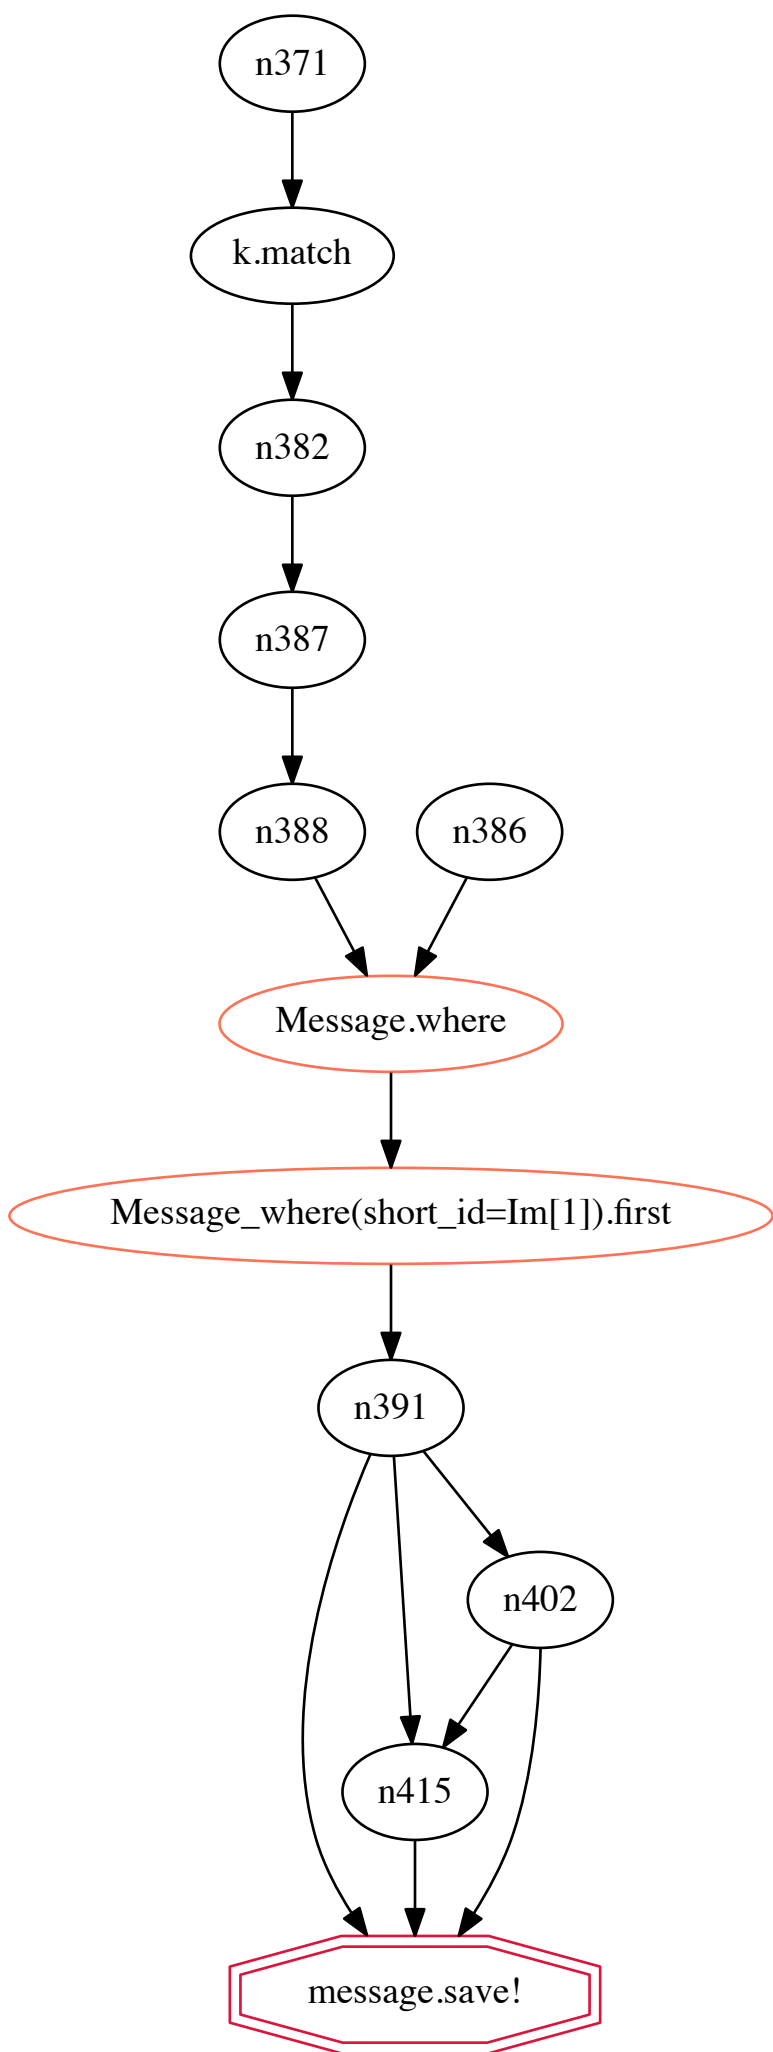 n371
k.match
n382
n387
n388
n386
Message.where
Message_where(short_id=Im[1]).first
n391
n402
n415
message.save!